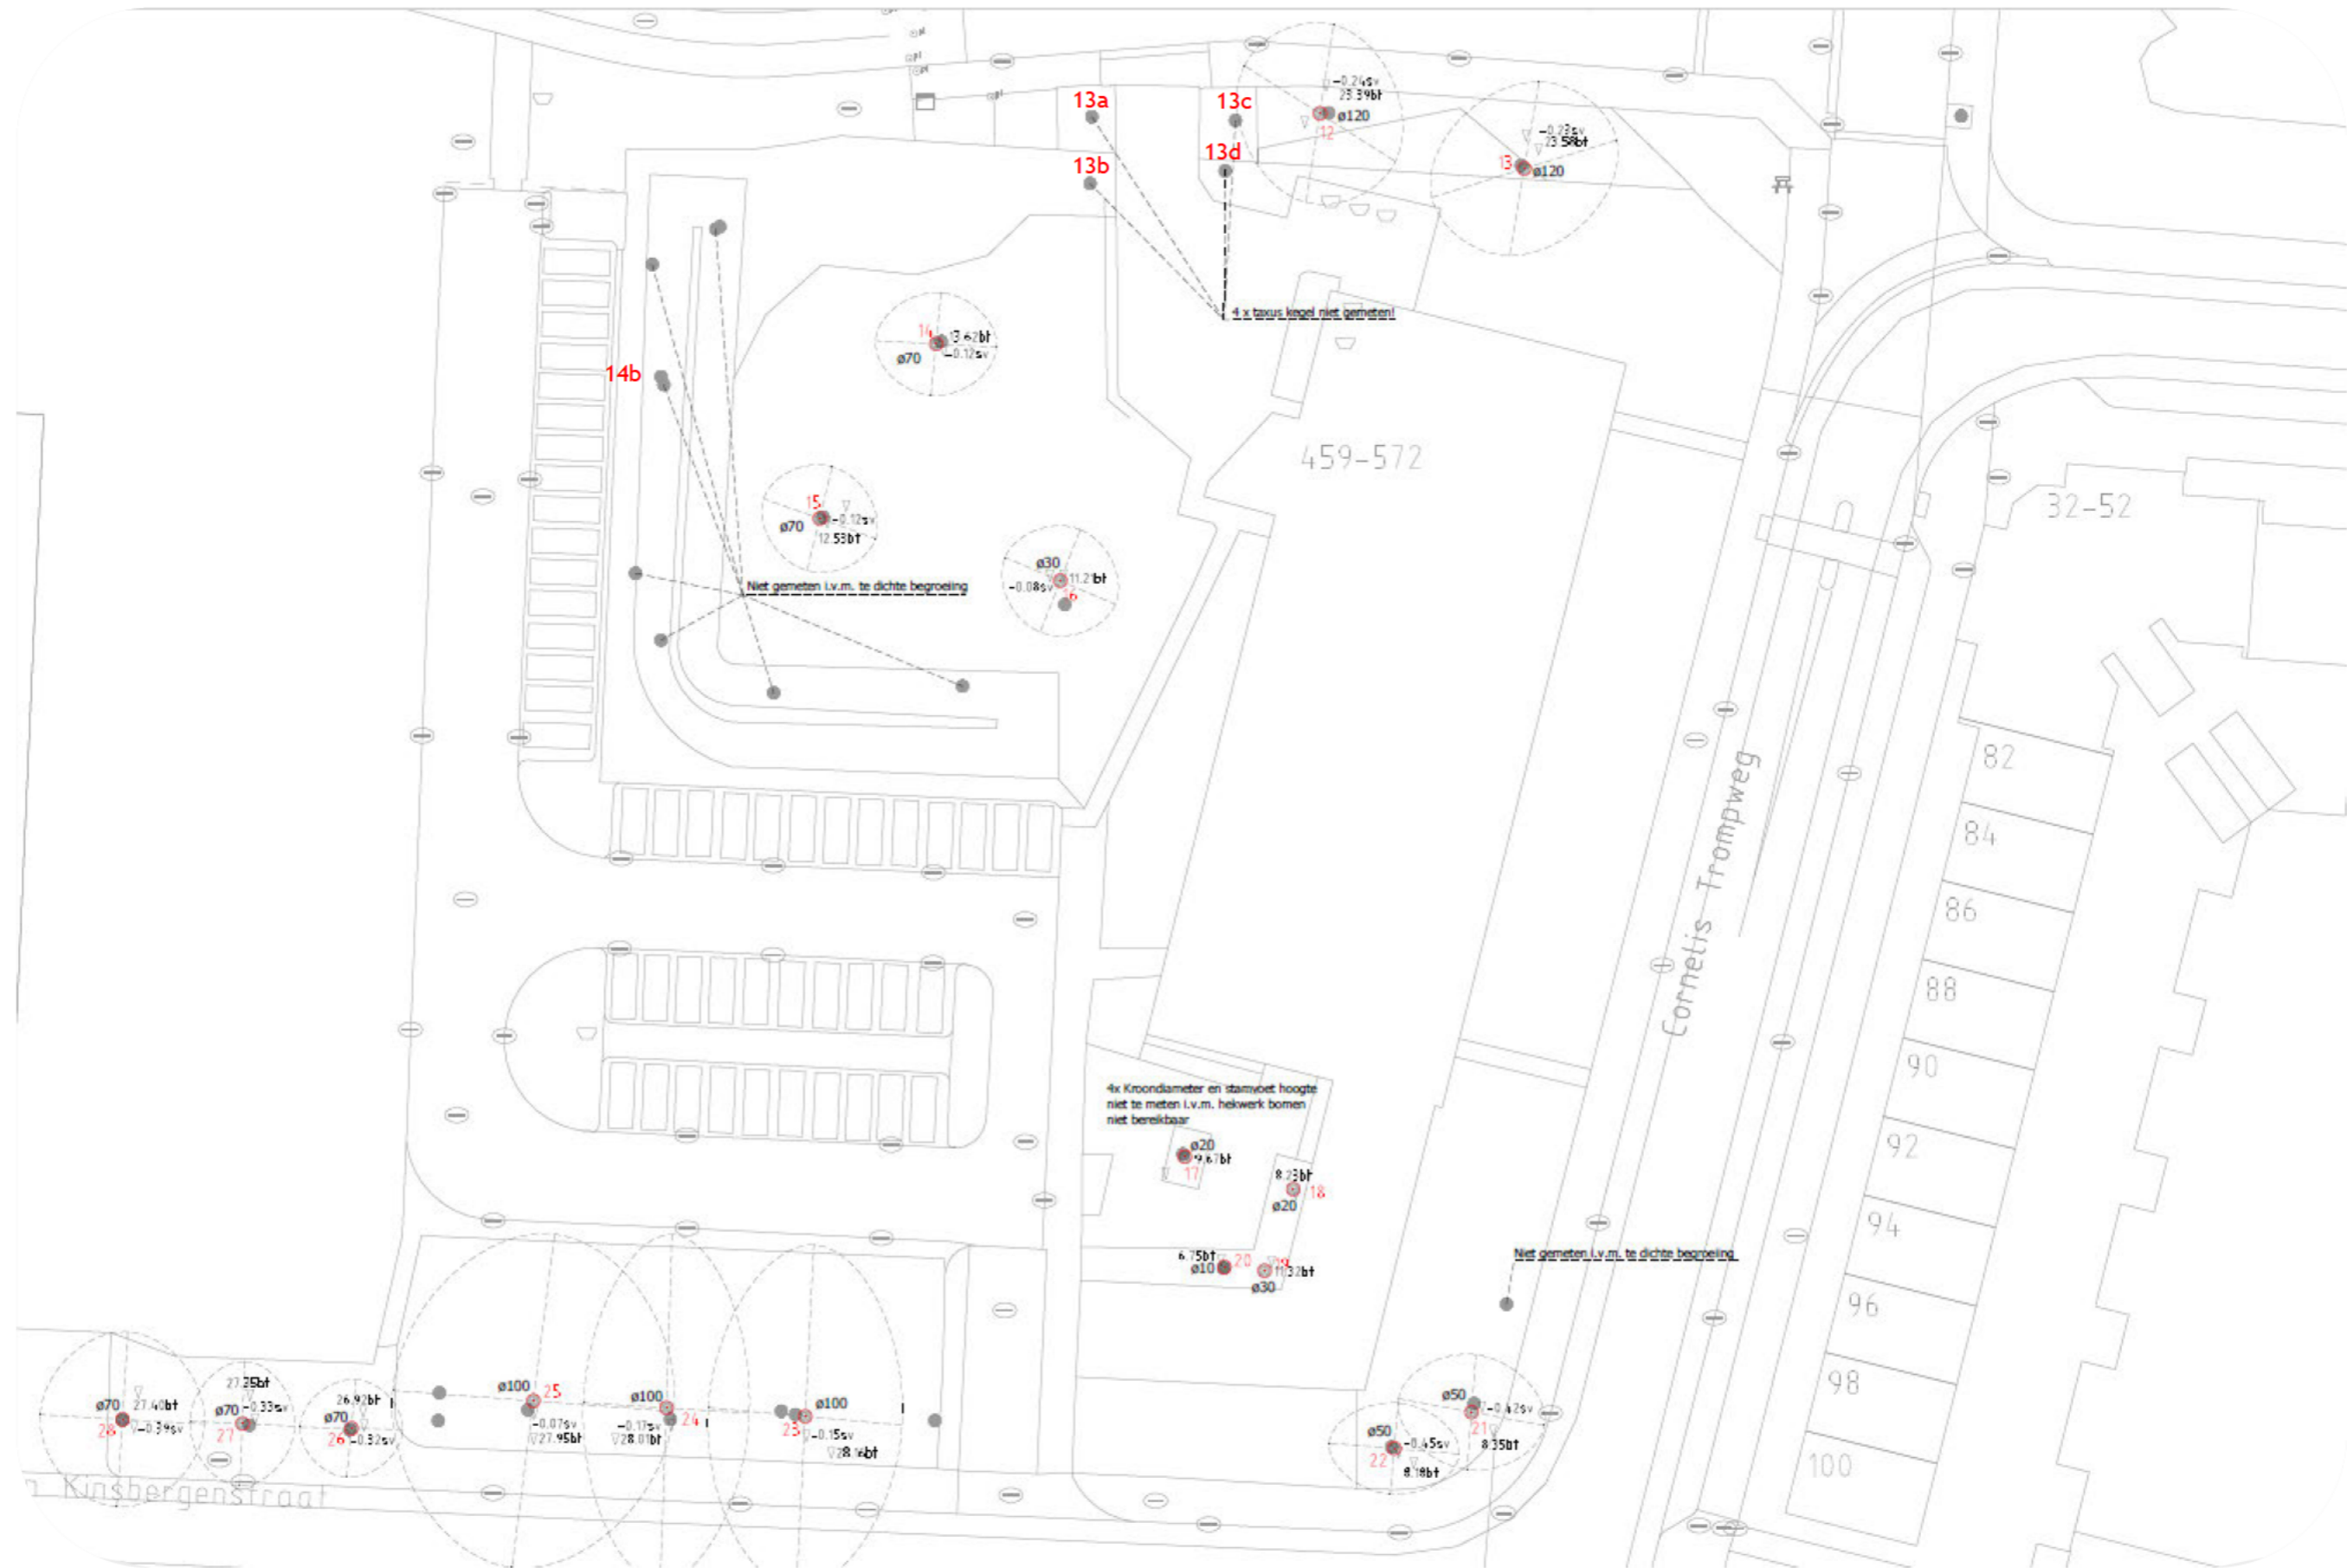 13a
13c
-0.24sv
23.39bt
ø120
12
13b
13d
-0.23sv
23.58bt
13
ø120
4 x taxus kegel niet gemeten!
14
13.62bt
-0.12sv
ø70
14b
459-572
32-52
15
-0.12sv
ø70
12.53bt
ø30
11.21bt
-0.08sv
16
Niet gemeten i.v.m. te dichte begroeiing
Cornelis Trompweg
82
84
86
88
90
92
94
96
98
100
4x Kroondiameter en stamvoet hoogte
niet te meten i.v.m. hekwerk bomen
niet bereikbaar
ø20
9.67bt
17
8.23bt
18
ø20
6.75bt
20
19
ø10
11.32bt
ø30
Niet gemeten i.v.m. te dichte begroeiing
ø70
27.40bt
28
-0.39sv
27.35bt
ø70
-0.33sv
27
26.92bt
ø70
26
-0.32sv
ø100
25
-0.07sv
27.95bt
ø100
24
-0.17sv
28.01bt
ø100
23
-0.15sv
28.16bt
ø50
-0.42sv
21
8.35bt
ø50
-0.45sv
22
8.18bt
n Kinsbergenstraat